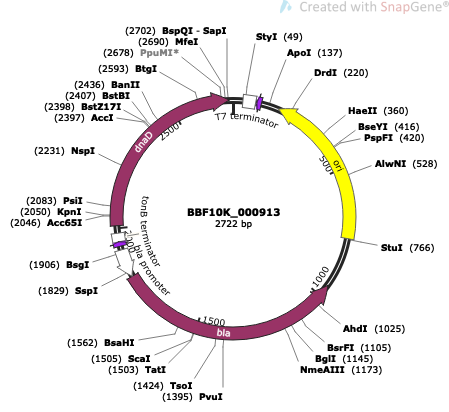 Created with SnapGene®
(2702) BspQI - SapI
(2690) MfeI
(2678) PpuMI*
(2593) BtgI
(2436) BanII
(2407) BstBI
(2398) BstZ17I
(2397) AccI
(2231) NspI
(2083) PsiI
(2050) KpnI
(2046) Acc65I
(1906) BsgI
(1829) SspI
(1562) BsaHI
(1505) ScaI
(1503) TatI
(1424) TsoI
(1395) PvuI
StyI (49)
ApoI (137)
DrdI (220)
HaeII (360)
BseYI (416)
PspFI (420)
AlwNI (528)
StuI (766)
AhdI (1025)
BsrFI (1105)
BglI (1145)
NmeAIII (1173)
T7 terminator
ori
500
1000
1500
2500
bla
dnaD
tonB terminator
bla promoter
BBF10K_000913
2722 bp